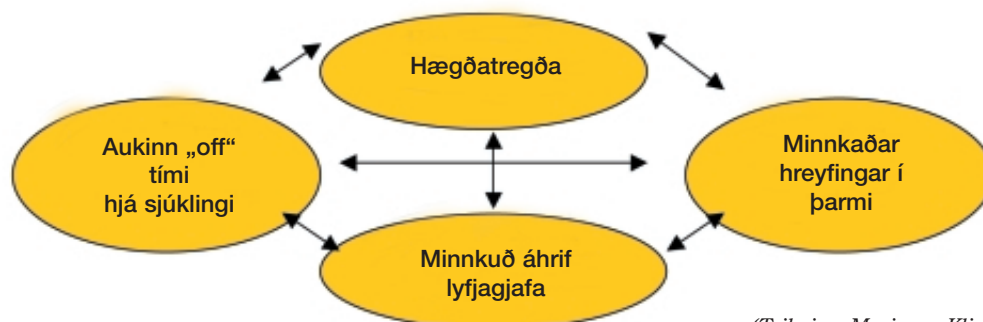 Hægðatregða
Aukinn „off“
tími
hjá sjúklingi
Minnkaðar
hreyfingar í
þarmi
Minnkuð áhrif
lyfjagjafa